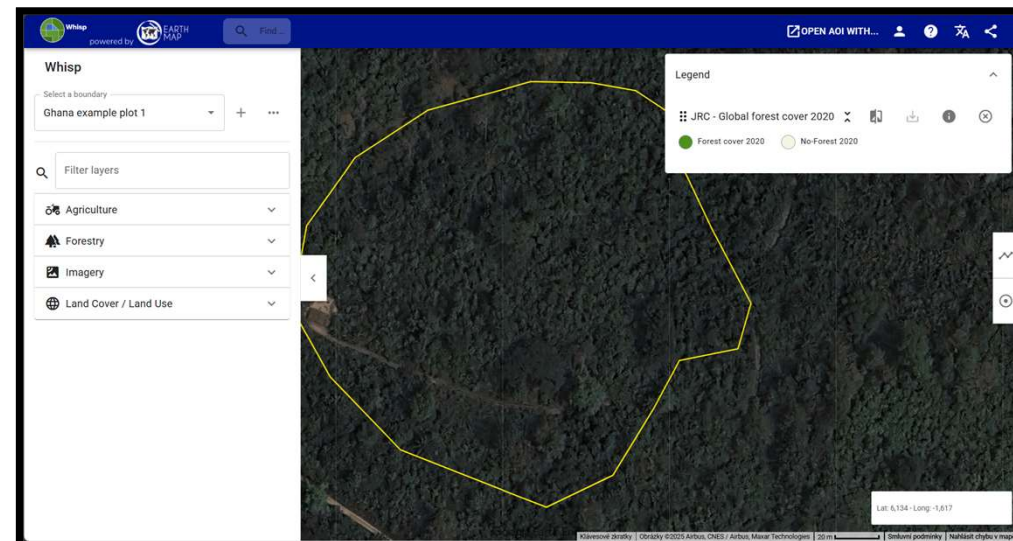 Whisp
powered by
EARTH
MAP
Find ...
OPEN AOI WITH...
Whisp
Select a boundary
Ghana example plot 1
Filter layers
Agriculture
Forestry
Imagery
Land Cover / Land Use
Legend
JRC - Global forest cover 2020
Forest cover 2020
No-Forest 2020
Lat: 6,134 - Long: -1,617
Klávesové zkratky
Obrázky ©2025 Airbus, CNES / Airbus, Maxar Technologies
20 m
Smluvní podmínky
Nahlásit chybu v mapě